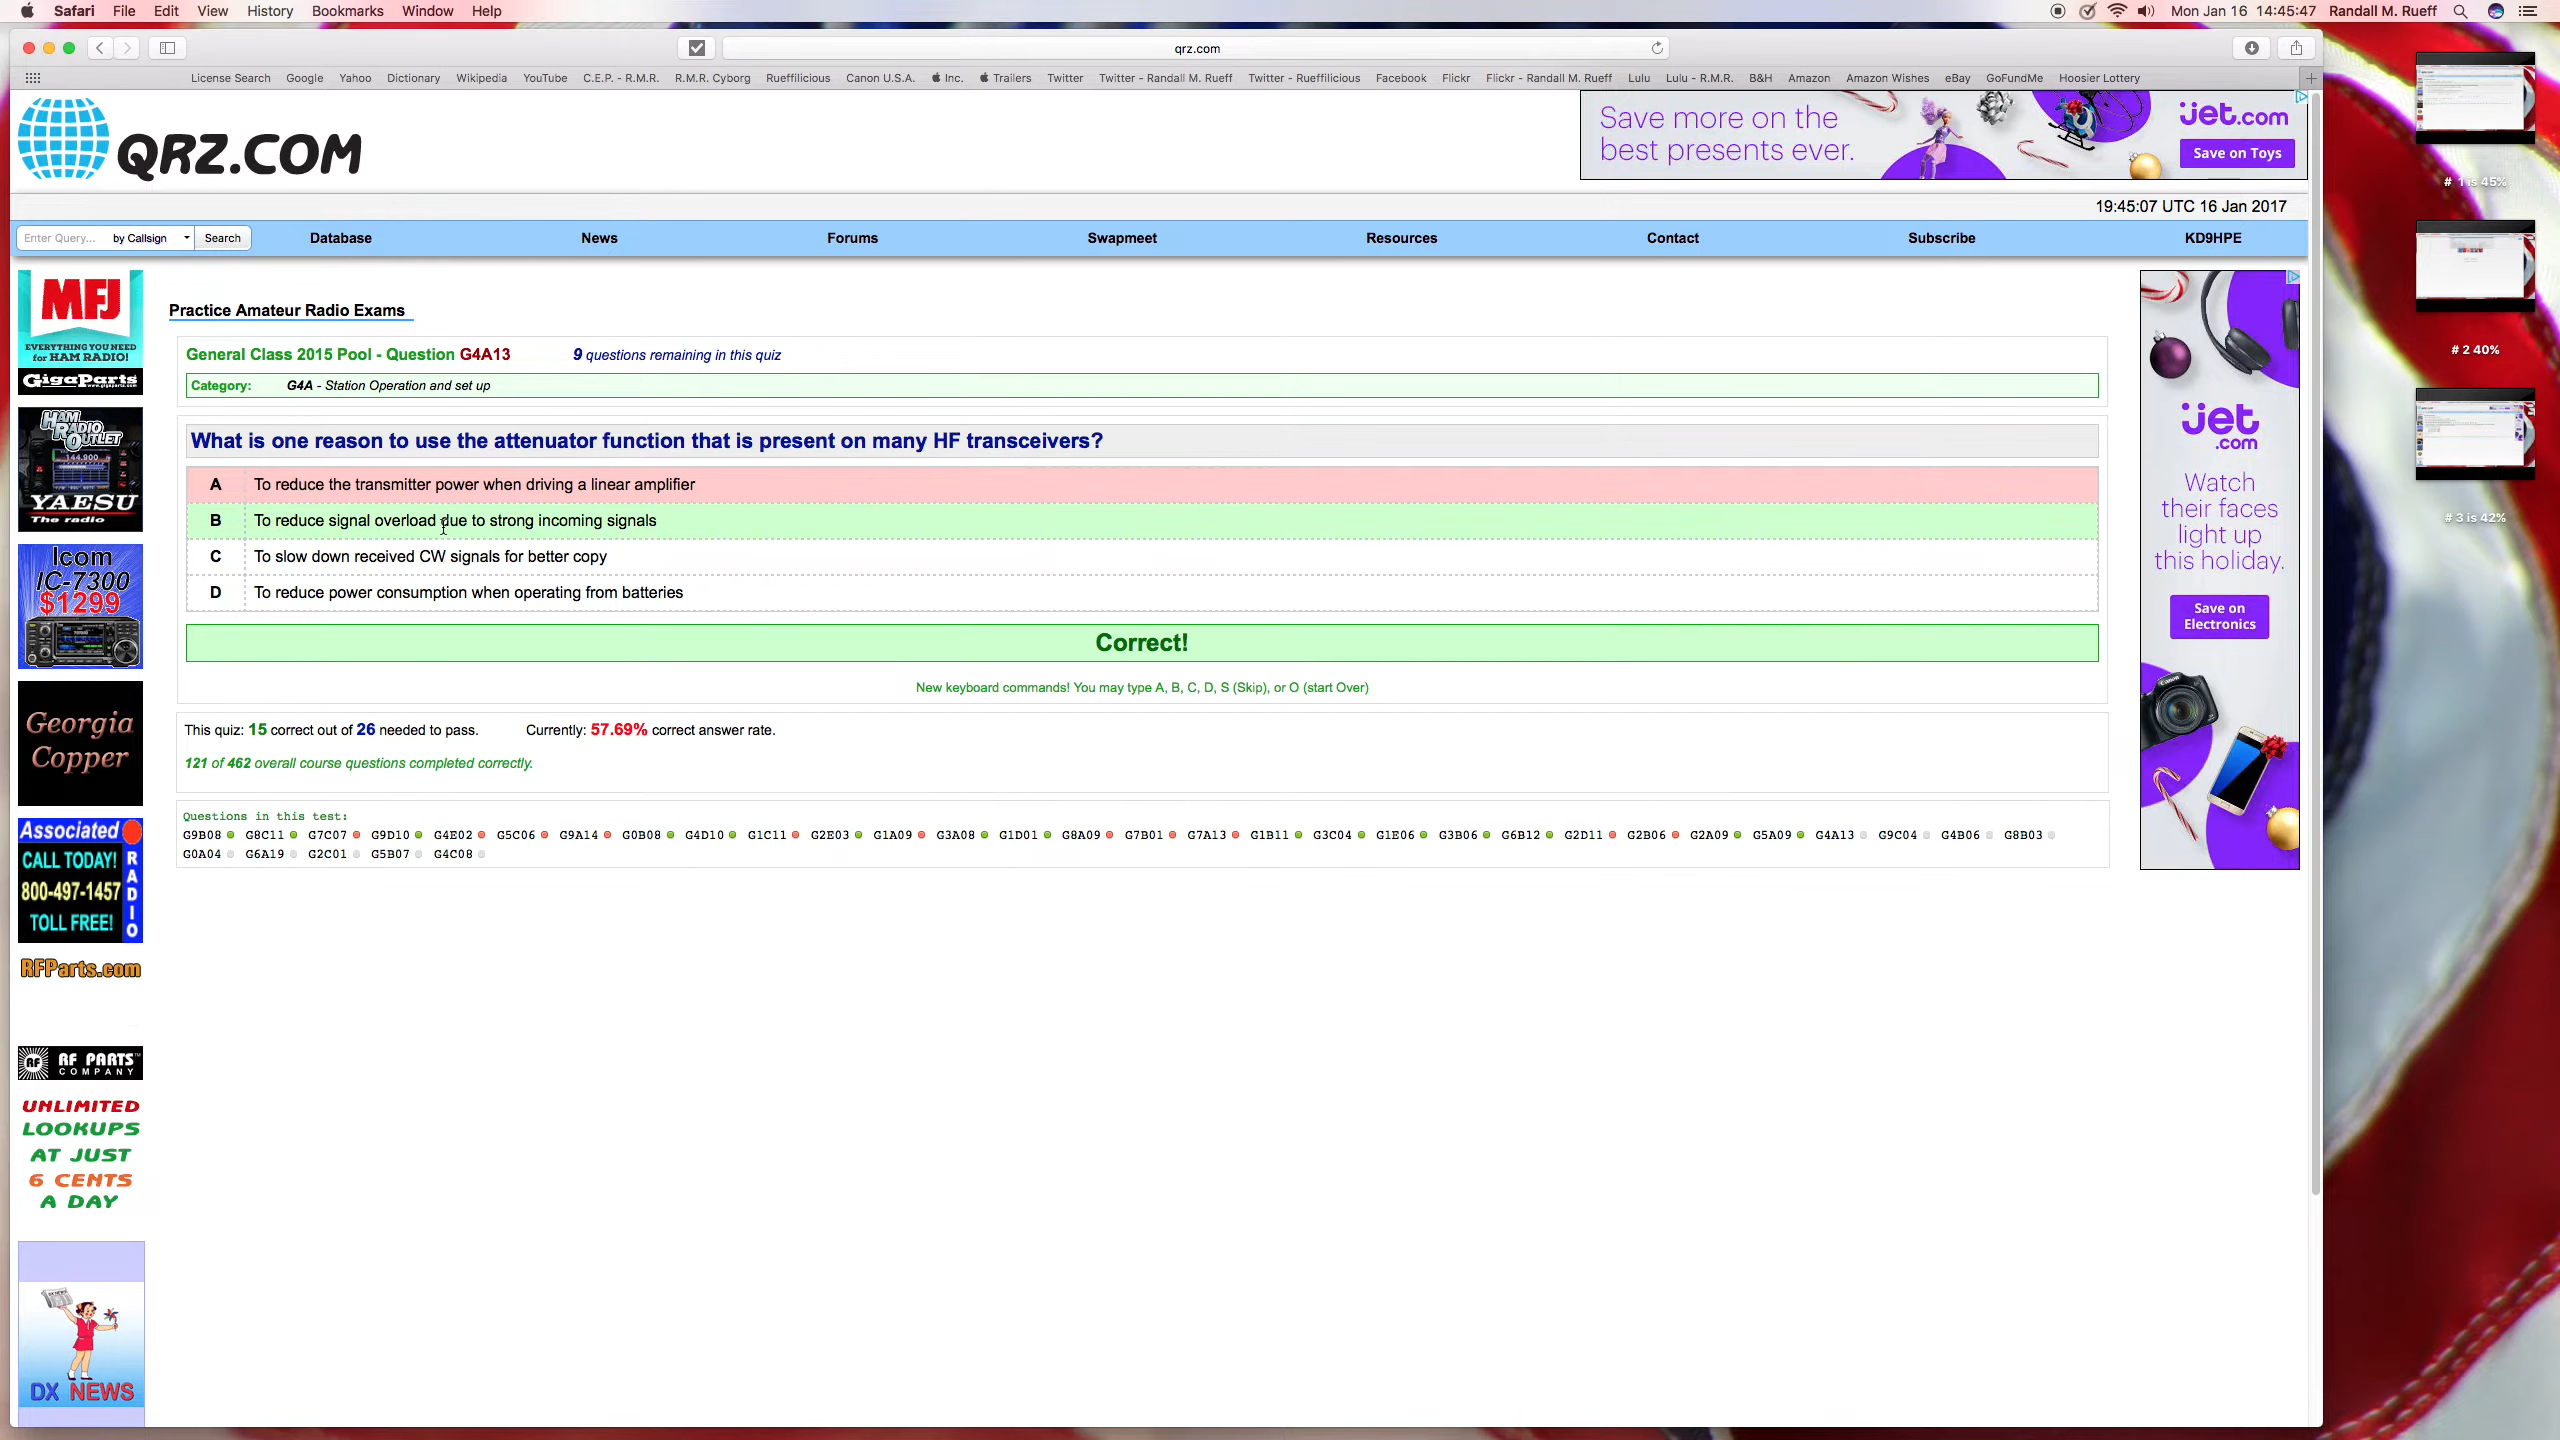 Safari File Edit View History Bookmarks Window Help
Mon Jan 16 14:45:47 Randall M. Rueff
qrz.com
License Search Google Yahoo Dictionary Wikipedia YouTube C.E.P. - R.M.R. R.M.R. Cyborg Rueffilicious Canon U.S.A. Inc. Trailers Twitter Twitter - Randall M. Rueff Twitter - Rueffilicious Facebook Flickr Flickr - Randall M. Rueff Lulu Lulu - R.M.R. B&H Amazon Amazon Wishes eBay GoFundMe Hoosier Lottery
QRZ.COM
Save more on the
best presents ever.
jet.com
Save on Toys
19:45:07 UTC 16 Jan 2017
Enter Query... by Callsign Search Database News Forums Swapmeet Resources Contact Subscribe KD9HPE
MFJ
EVERYTHING YOU NEED
for HAM RADIO!
GigaParts
www.gigaparts.com
HAM
RADIO
OUTLET
144.900
YAESU
The radio
Icom
IC-7300
$1299
Georgia
Copper
Associated
CALL TODAY!
800-497-1457
TOLL FREE!
RADIO
RFParts.com
RF PARTS
COMPANY
UNLIMITED
LOOKUPS
AT JUST
6 CENTS
A DAY
DX NEWS
Practice Amateur Radio Exams
General Class 2015 Pool - Question G4A13 9 questions remaining in this quiz
Category: G4A - Station Operation and set up
What is one reason to use the attenuator function that is present on many HF transceivers?
A To reduce the transmitter power when driving a linear amplifier
B To reduce signal overload due to strong incoming signals
C To slow down received CW signals for better copy
D To reduce power consumption when operating from batteries
Correct!
New keyboard commands! You may type A, B, C, D, S (Skip), or O (start Over)
This quiz: 15 correct out of 26 needed to pass. Currently: 57.69% correct answer rate.
121 of 462 overall course questions completed correctly.
Questions in this test:
G9B08 G8C11 G7C07 G9D10 G4E02 G5C06 G9A14 G0B08 G4D10 G1C11 G2E03 G1A09 G3A08 G1D01 G8A09 G7B01 G7A13 G1B11 G3C04 G1E06 G3B06 G6B12 G2D11 G2B06 G2A09 G5A09 G4A13 G9C04 G4B06 G8B03
G0A04 G6A19 G2C01 G5B07 G4C08
jet
.com
Watch
their faces
light up
this holiday.
Save on
Electronics
# 1 is 45%
# 2 40%
# 3 is 42%